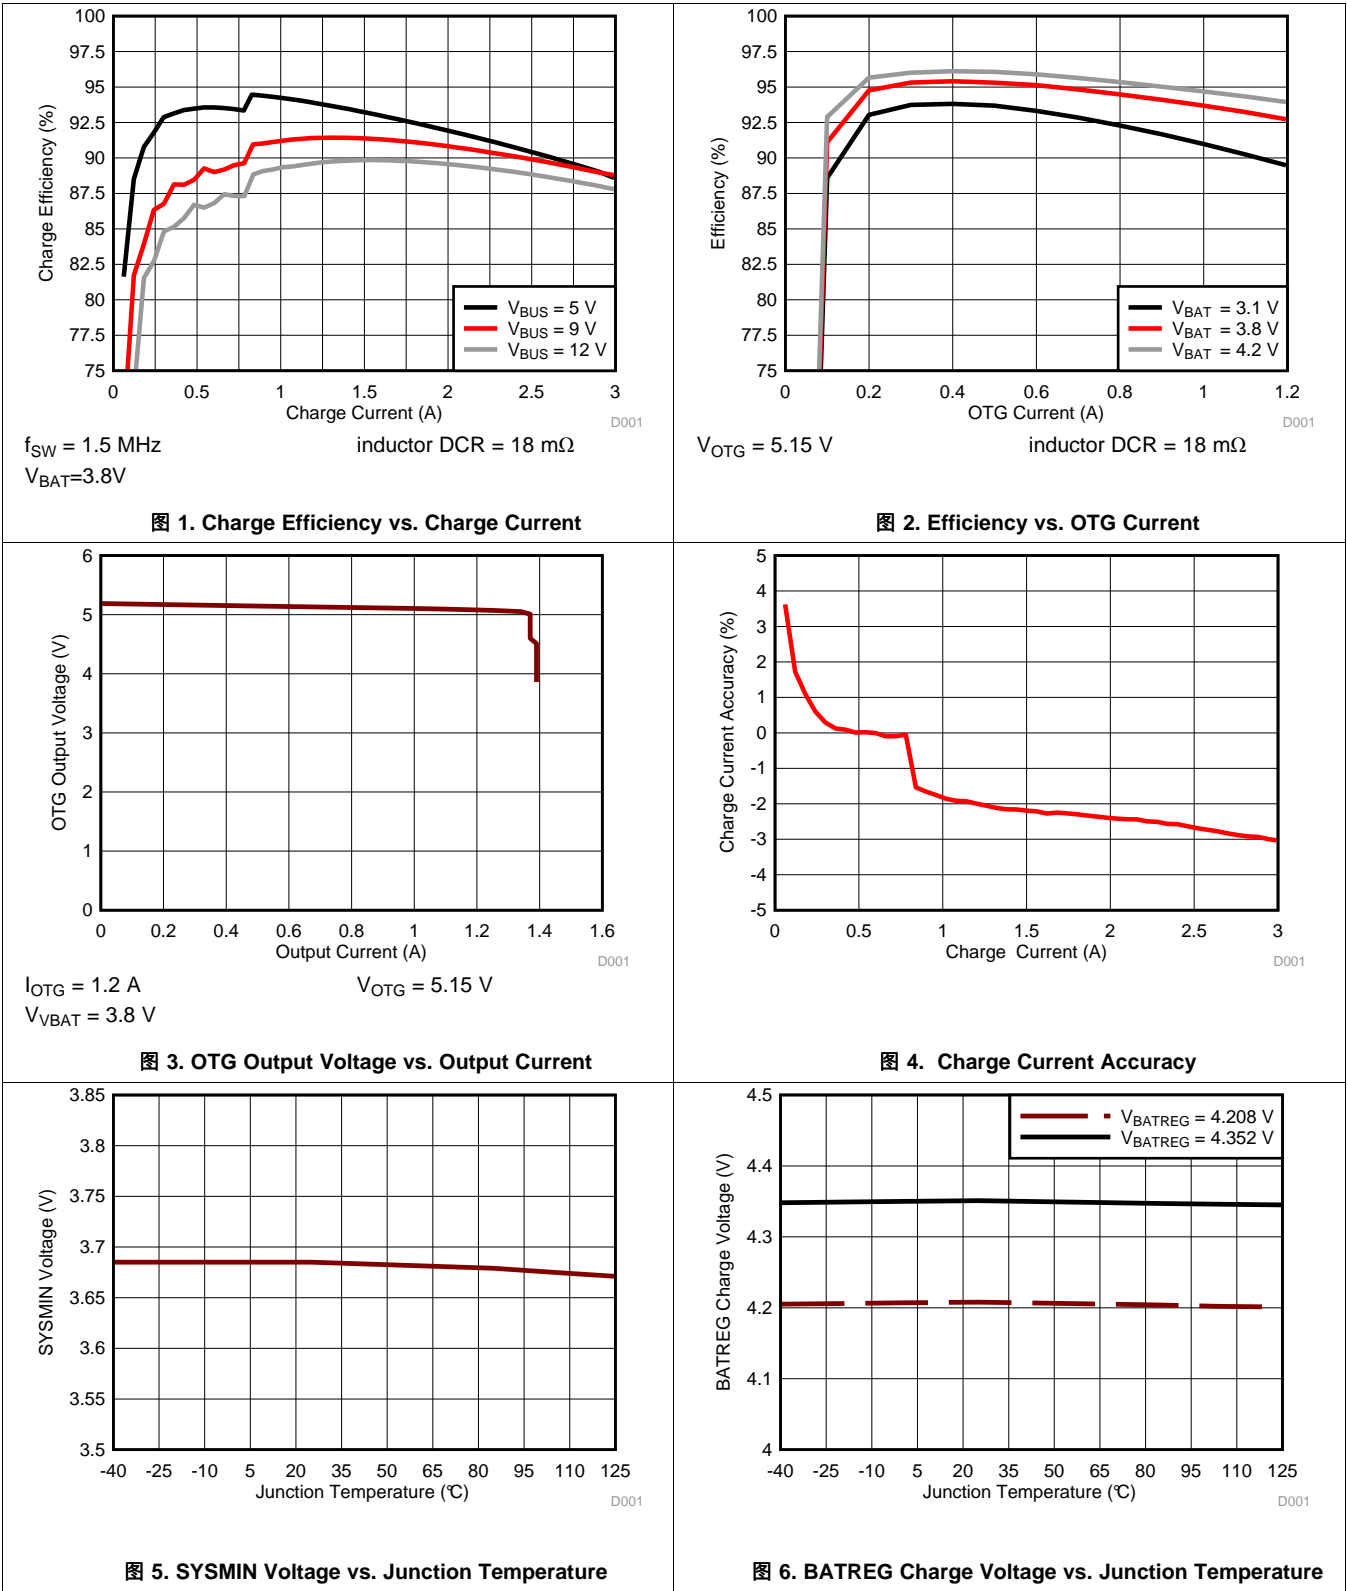 100
97.5
95
92.5
90
87.5
85
82.5
80
77.5
75
Charge Efficiency (%)
VBUS = 5 V
VBUS = 9 V
VBUS = 12 V
0 0.5 1 1.5 2 2.5 3
Charge Current (A)
D001
fSW = 1.5 MHz inductor DCR = 18 mΩ
VBAT=3.8V
图 1. Charge Efficiency vs. Charge Current
100
97.5
95
92.5
90
87.5
85
82.5
80
77.5
75
Efficiency (%)
VBAT = 3.1 V
VBAT = 3.8 V
VBAT = 4.2 V
0 0.2 0.4 0.6 0.8 1 1.2
OTG Current (A)
D001
VOTG = 5.15 V inductor DCR = 18 mΩ
图 2. Efficiency vs. OTG Current
6
5
4
3
2
1
0
OTG Output Voltage (V)
0 0.2 0.4 0.6 0.8 1 1.2 1.4 1.6
Output Current (A)
D001
IOTG = 1.2 A VOTG = 5.15 V
VVBAT = 3.8 V
图 3. OTG Output Voltage vs. Output Current
5
4
3
2
1
0
-1
-2
-3
-4
-5
Charge Current Accuracy (%)
0 0.5 1 1.5 2 2.5 3
Charge Current (A)
D001
图 4. Charge Current Accuracy
3.85
3.8
3.75
3.7
3.65
3.6
3.55
3.5
SYSMIN Voltage (V)
-40 -25 -10 5 20 35 50 65 80 95 110 125
Junction Temperature (°C)
D001
图 5. SYSMIN Voltage vs. Junction Temperature
4.5
4.4
4.3
4.2
4.1
4
BATREG Charge Voltage (V)
VBATREG = 4.208 V
VBATREG = 4.352 V
-40 -25 -10 5 20 35 50 65 80 95 110 125
Junction Temperature (°C)
D001
图 6. BATREG Charge Voltage vs. Junction Temperature